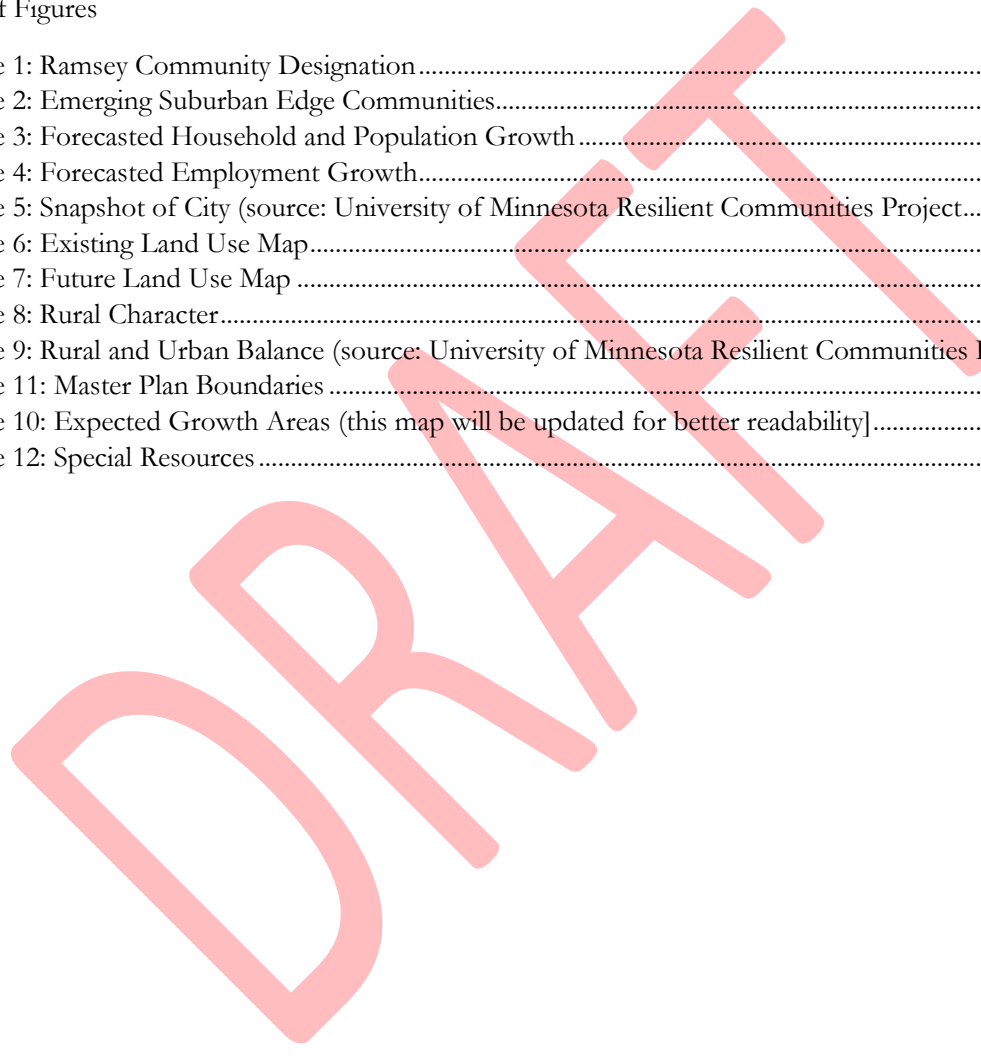 f Figures
e 1: Ramsey Community Designation
e 2: Emerging Suburban Edge Communities
e 3: Forecasted Household and Population Growth
e 4: Forecasted Employment Growth
e 5: Snapshot of City (source: University of Minnesota Resilient Communities Project
e 6: Existing Land Use Map
e 7: Future Land Use Map
e 8: Rural Character
e 9: Rural and Urban Balance (source: University of Minnesota Resilient Communities
e 11: Master Plan Boundaries
e 10: Expected Growth Areas (this map will be updated for better readability]
e 12: Special Resources
DRAFT